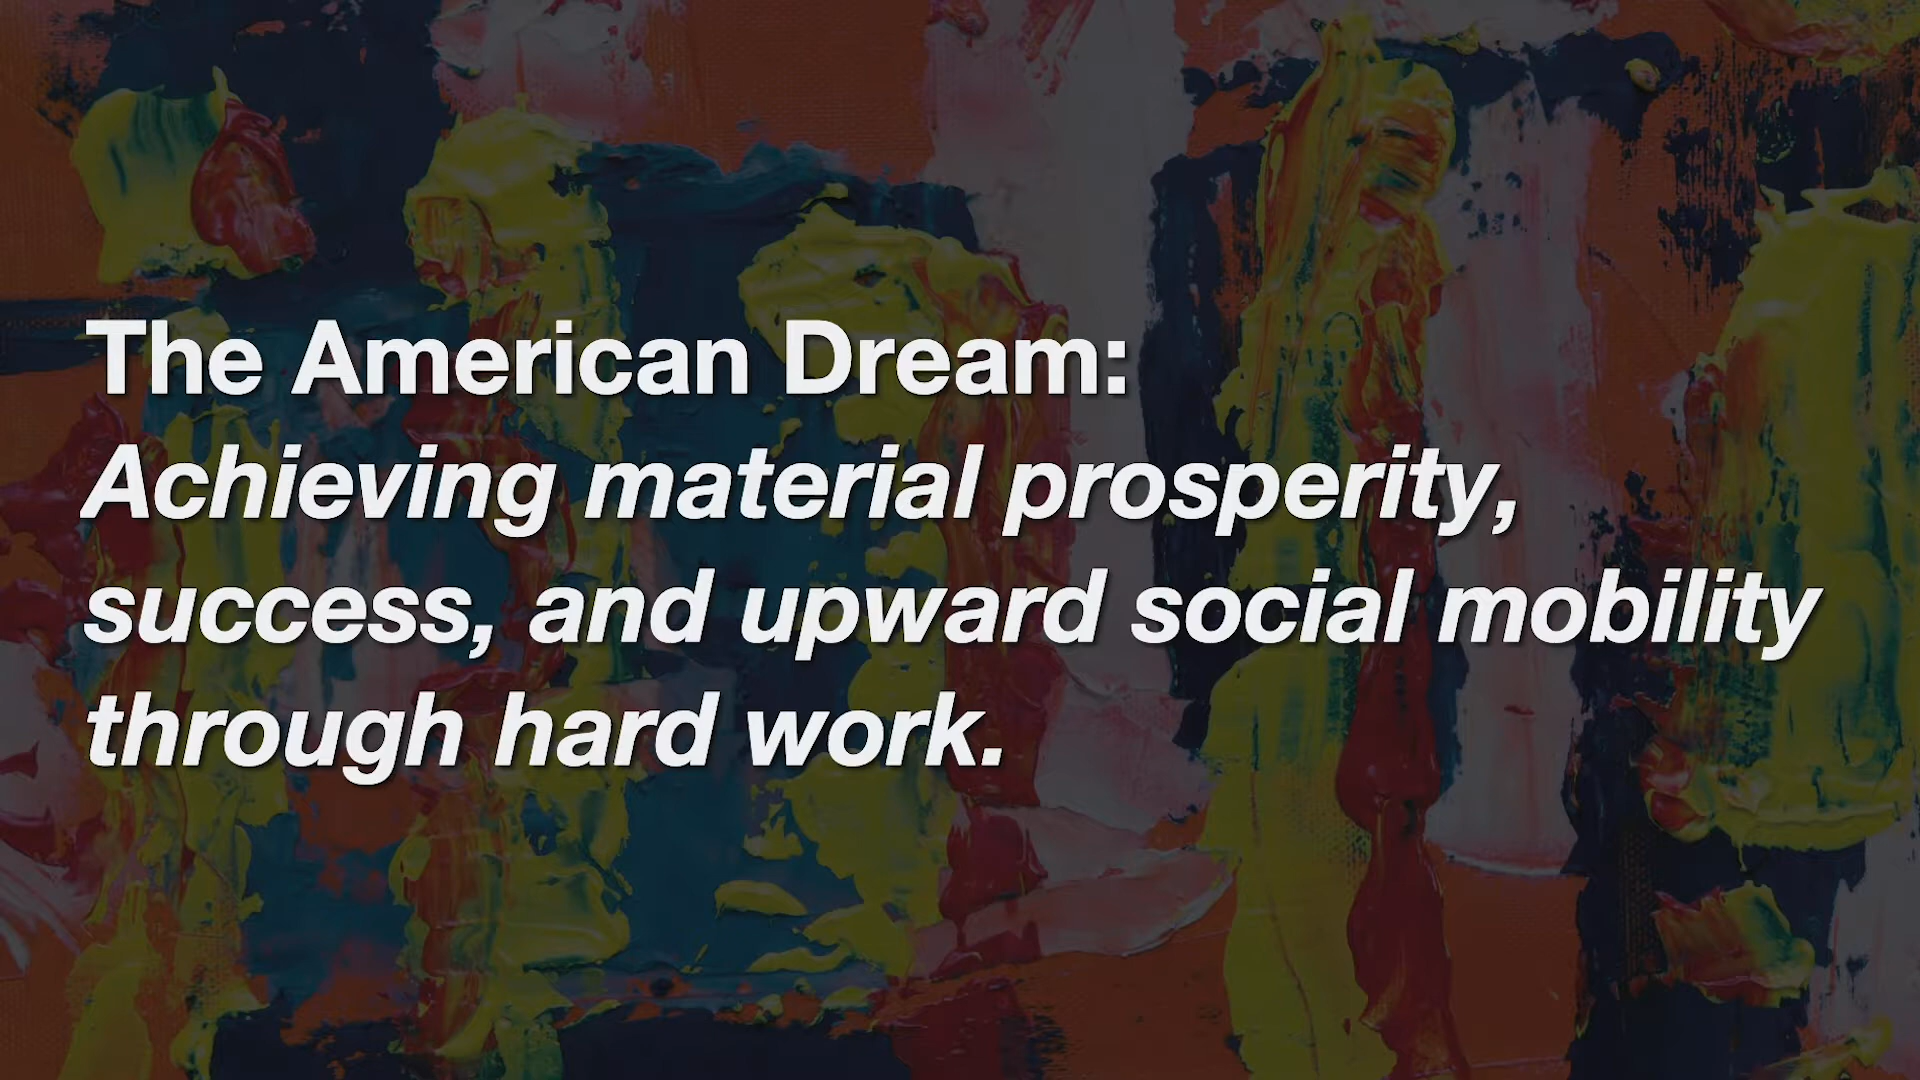 The American Dream:
Achieving material prosperity,
success, and upward social mobility
through hard work.